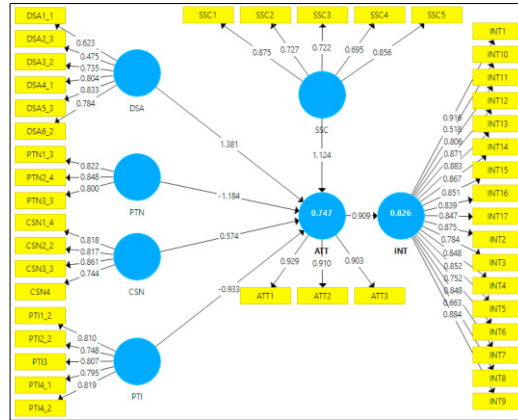 DSA1_1
DSA2_3
DSA3_2
DSA4_1
DSA5_3
DSA6_2
0.623
0.475
0.735
0.804
0.833
0.784
DSA
PTN1_3
PTN2_4
PTN3_3
0.822
0.848
0.800
PTN
CSN1_4
CSN2_2
CSN3_3
CSN4
0.818
0.817
0.861
0.744
CSN
PTI1_2
PTI2_2
PTI3
PTI4_1
PTI4_2
0.810
0.748
0.807
0.795
0.819
PTI
SSC1
SSC2
SSC3
SSC4
SSC5
0.875
0.727
0.722
0.695
0.856
SSC
1.381
-1.184
0.574
-0.933
1.124
0.747
ATT
0.909
0.826
INT
0.929
0.910
0.903
ATT1
ATT2
ATT3
0.916
0.518
0.806
0.871
0.883
0.867
0.851
0.839
0.847
0.875
0.784
0.848
0.852
0.752
0.848
0.663
0.884
INT1
INT10
INT11
INT12
INT13
INT14
INT15
INT16
INT17
INT2
INT3
INT4
INT5
INT6
INT7
INT8
INT9